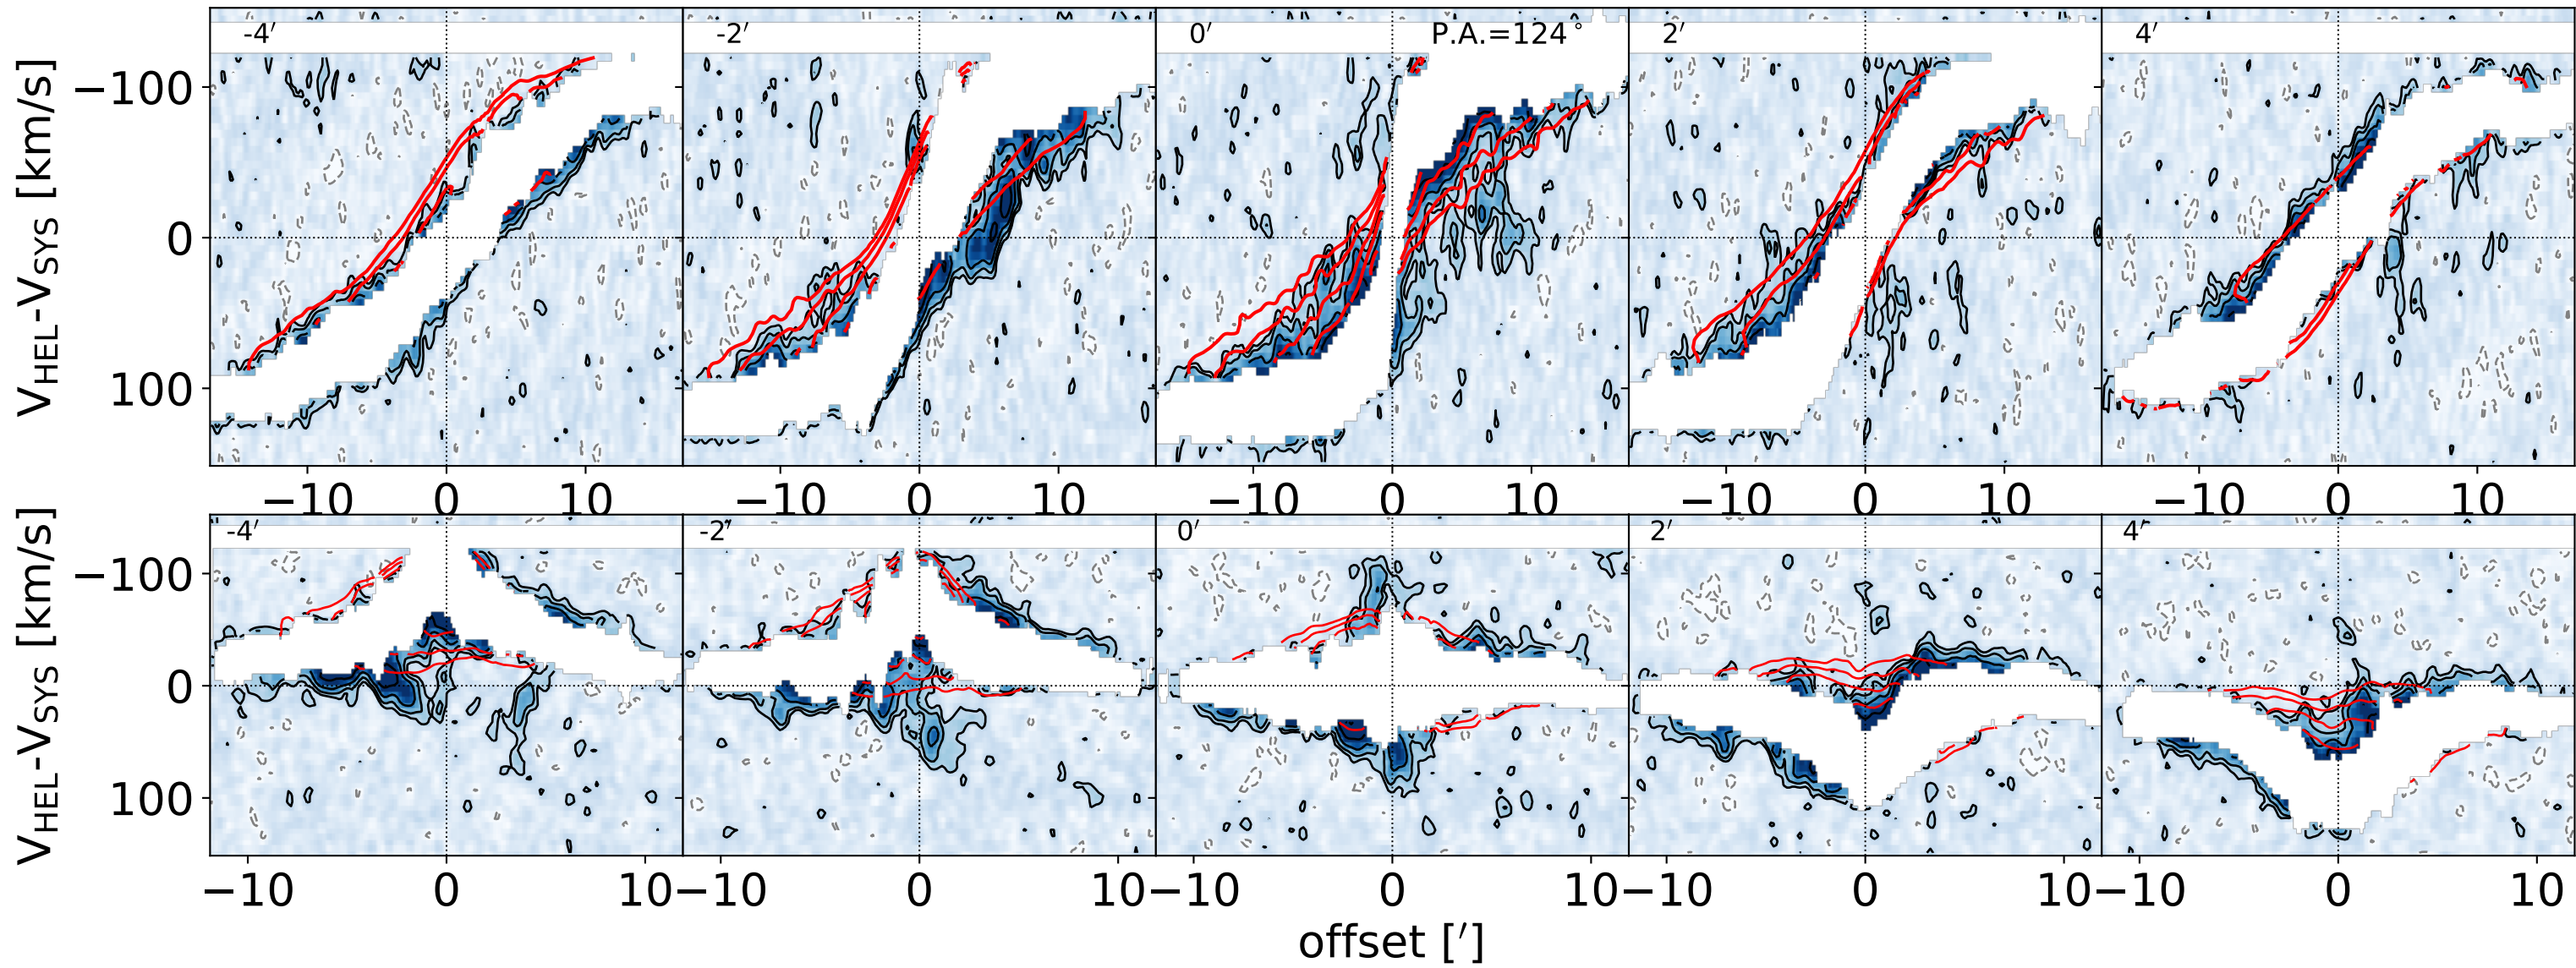 -4′ -2′ 0′ P.A.=124° 2′ 4′
V_HEL-V_SYS [km/s]
−100
0
100
−10 0 10 −10 0 10 −10 0 10 −10 0 10 −10 0 10
-4′ -2′ 0′ 2′ 4′
V_HEL-V_SYS [km/s]
−100
0
100
−10 0 10 −10 0 10 −10 0 10 −10 0 10 −10 0 10
offset [′]